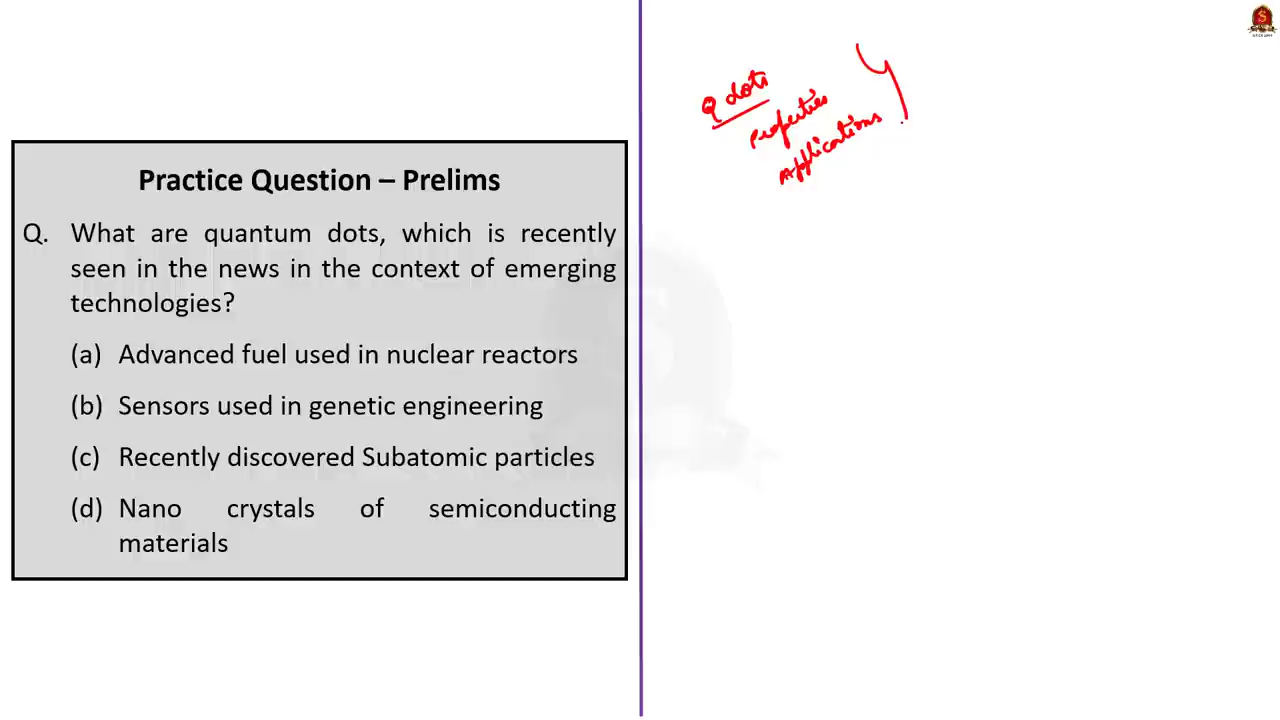 Practice Question – Prelims
Q. What are quantum dots, which is recently
seen in the news in the context of emerging
technologies?
(a) Advanced fuel used in nuclear reactors
(b) Sensors used in genetic engineering
(c) Recently discovered Subatomic particles
(d) Nano crystals of semiconducting
materials
Q dots
Properties
Applications